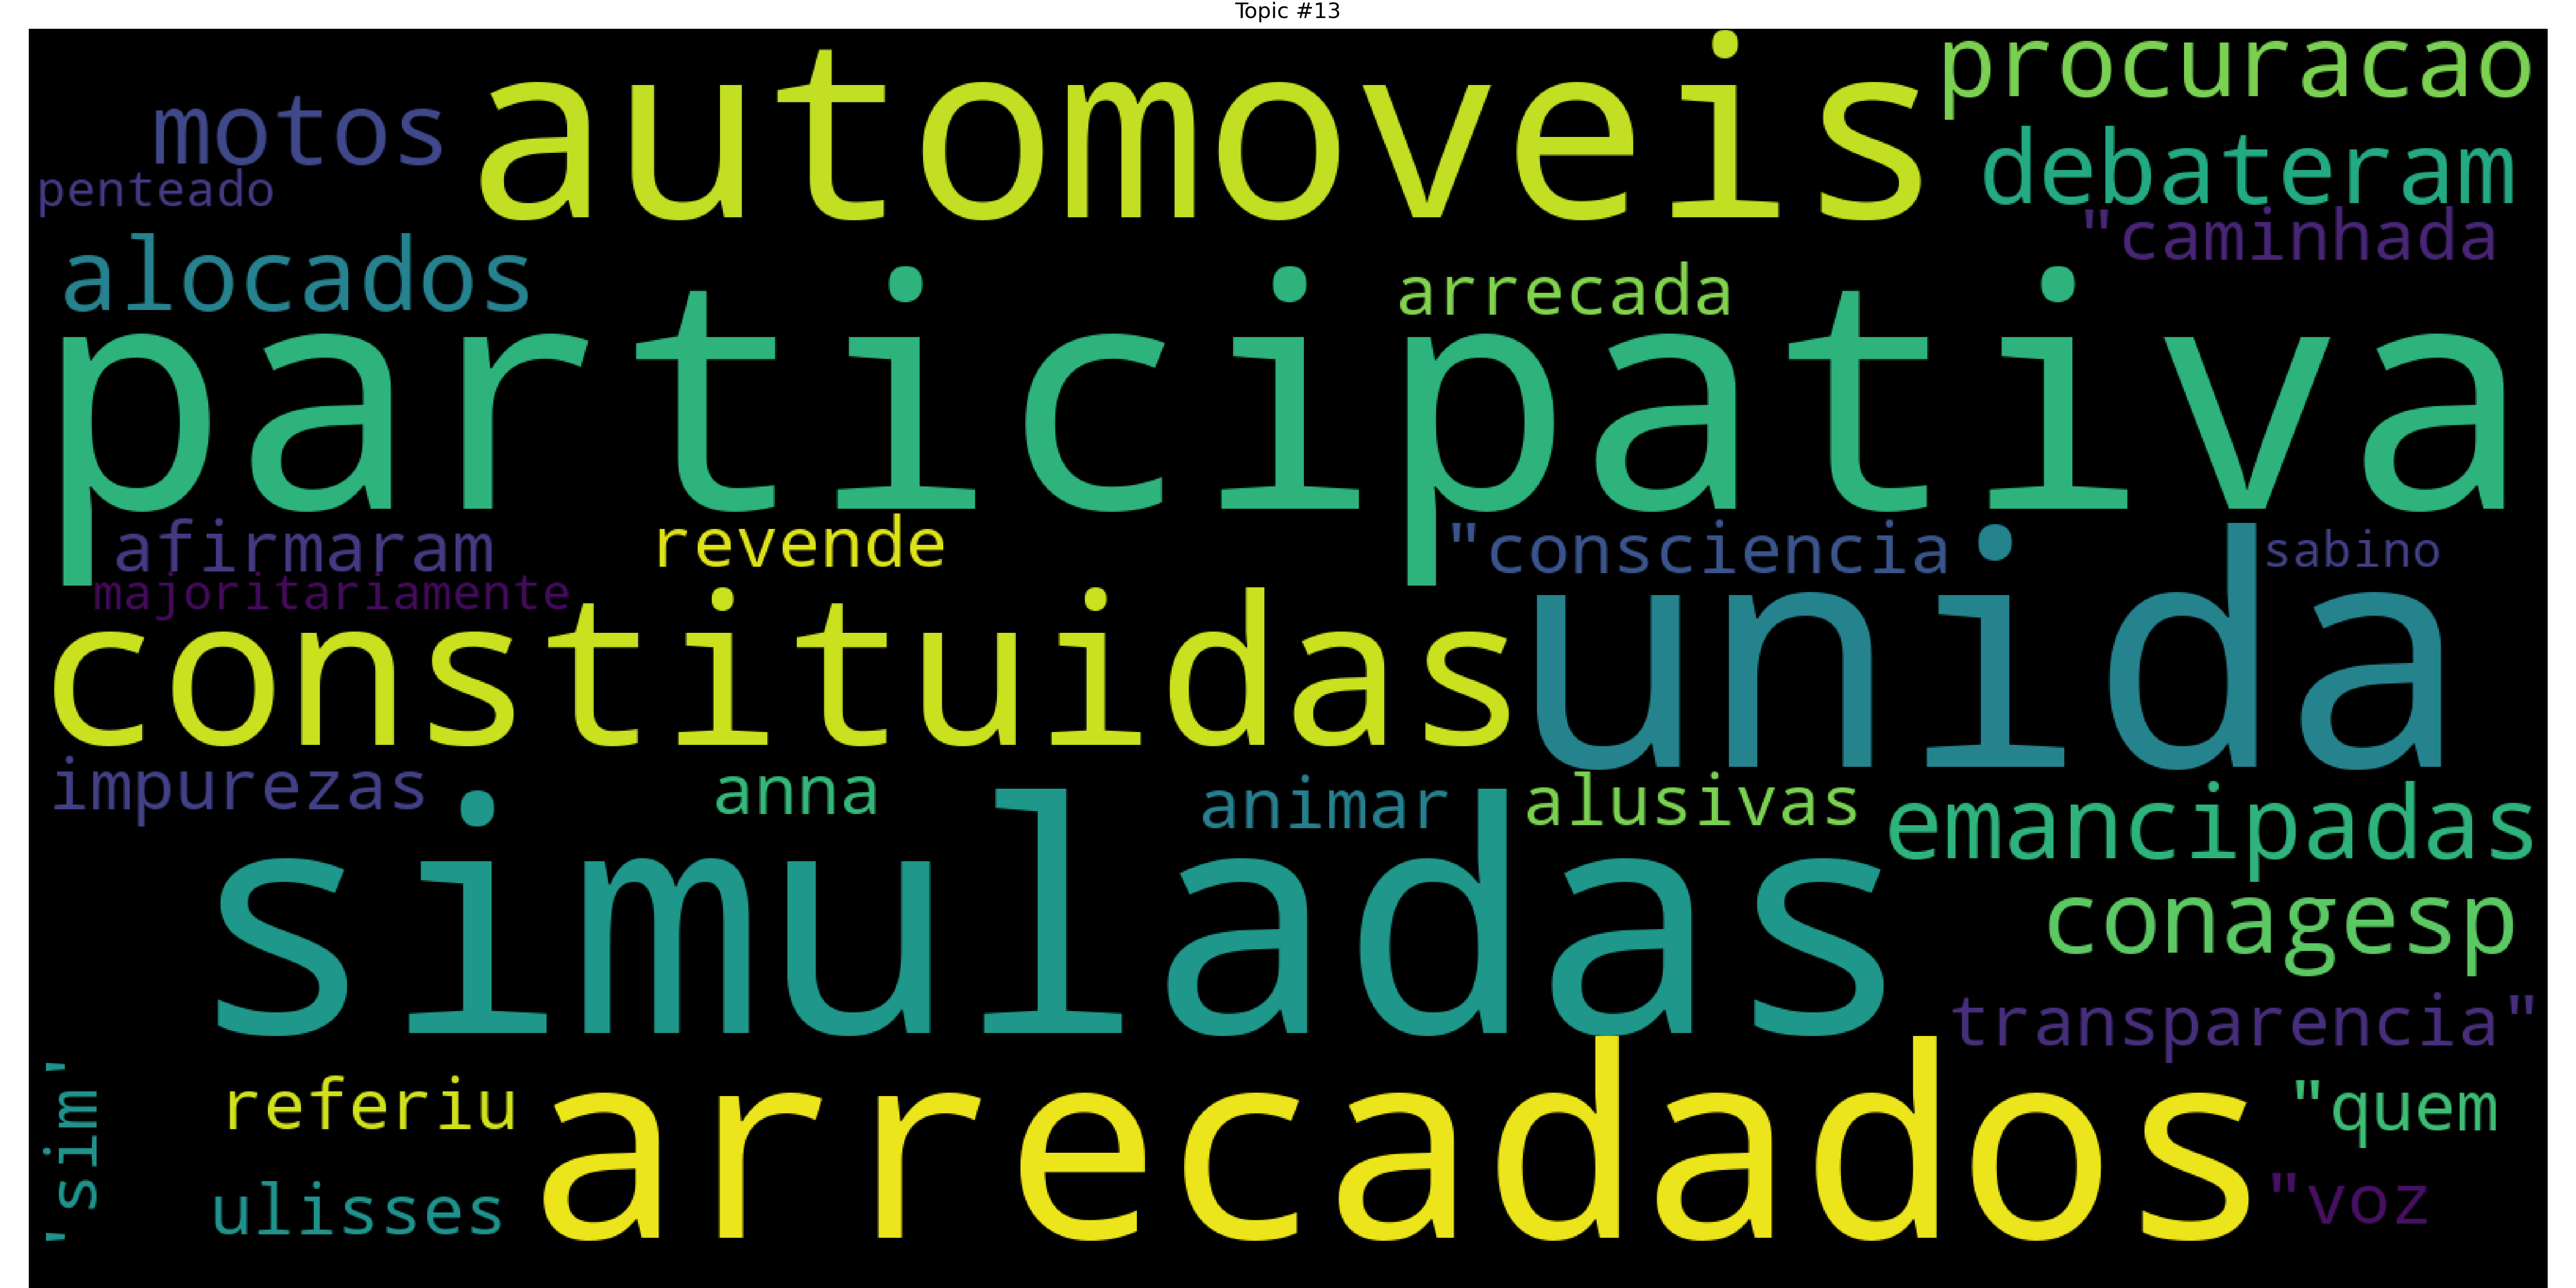 Topic #13
automoveis
procuracao
motos
debateram
penteado
"caminhada
alocados
arrecada
participativa
afirmaram
revende
"consciencia
sabino
majoritariamente
constituidas
unida
impurezas
anna
animar
alusivas
emancipadas
simuladas
conagesp
transparencia"
'sim'
referiu
arrecadados
"quem
ulisses
"voz